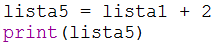 lista5 = lista1 + 2
print(lista5)